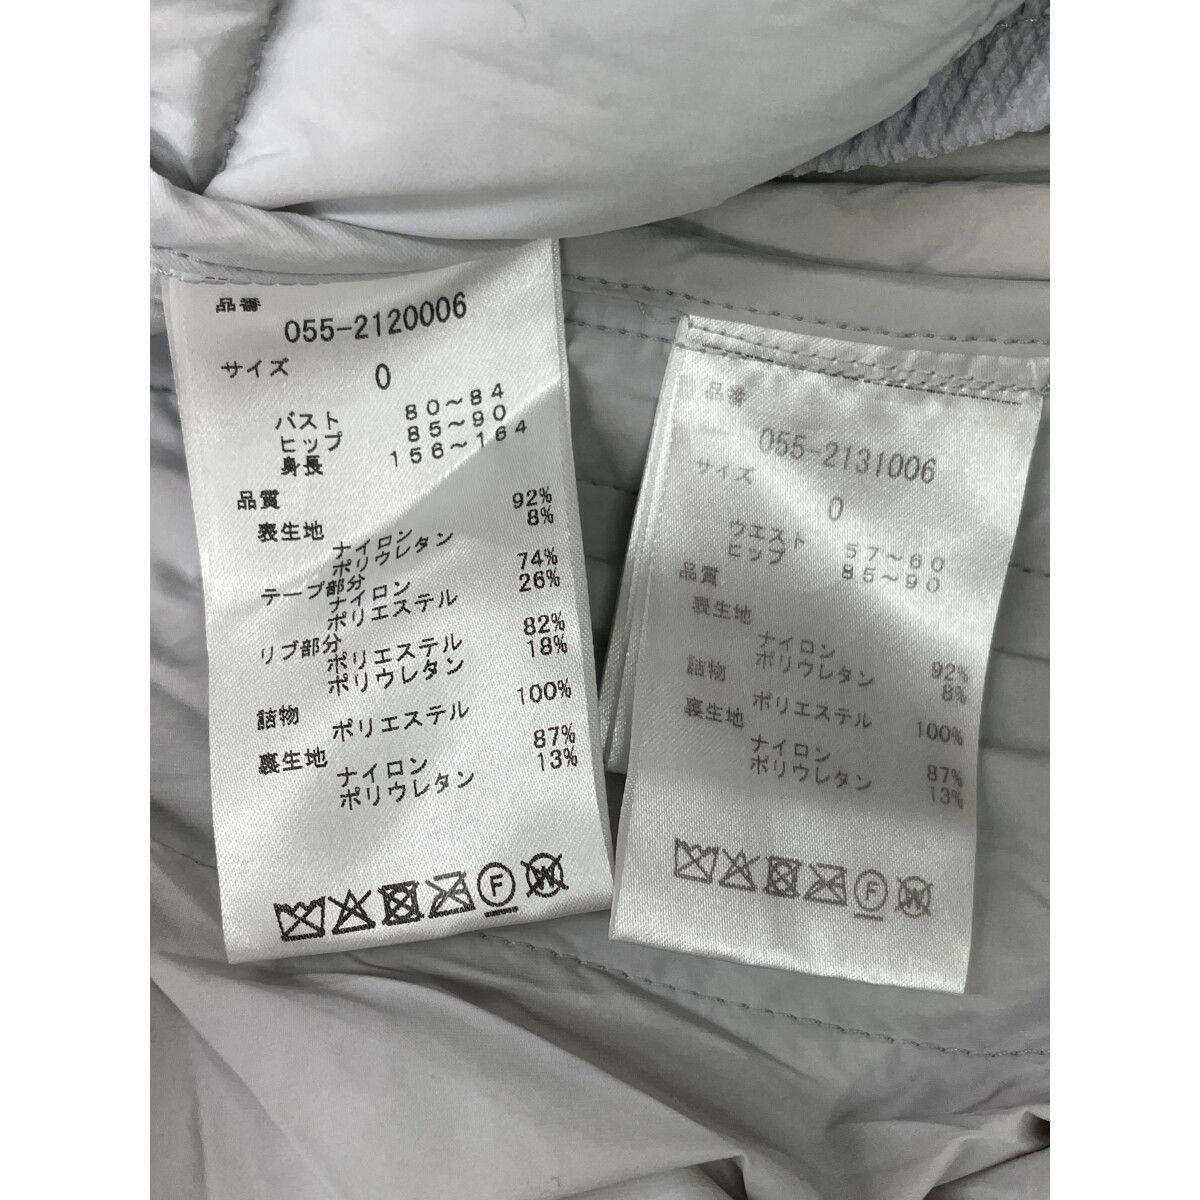 品番
055-2120006
サイズ
0
バスト 80〜84
ヒップ 85〜90
身長 156〜164
品質
表生地
ナイロン 92%
ポリウレタン 8%
テープ部分
ナイロン 74%
ポリエステル 26%
リブ部分
ポリエステル 82%
ポリウレタン 18%
詰物
ポリエステル 100%
裏生地
ナイロン 87%
ポリウレタン 13%
F
W
品番
055-2131006
サイズ
0
ウエスト 57〜60
ヒップ 85〜90
品質
表生地
ナイロン 92%
ポリウレタン 8%
詰物
ポリエステル 100%
裏生地
ナイロン 87%
ポリウレタン 13%
F
W